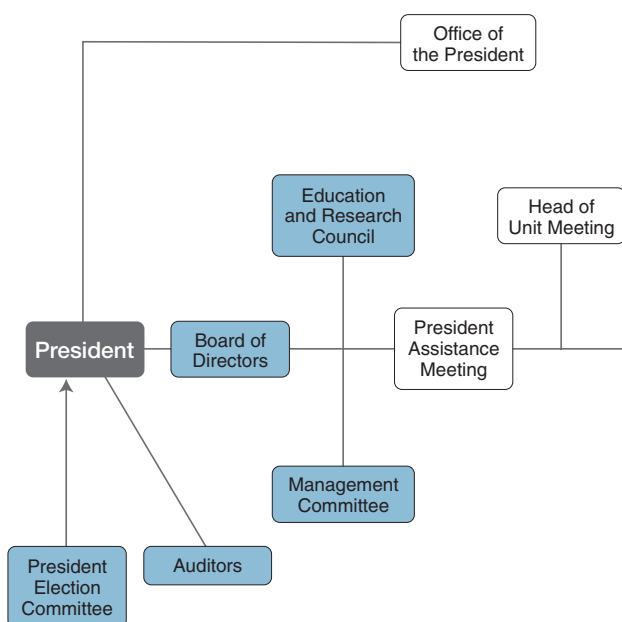 Office of
the President
Education
and Research
Council
Head of
Unit Meeting
President
Board of
Directors
President
Assistance
Meeting
Management
Committee
President
Election
Committee
Auditors